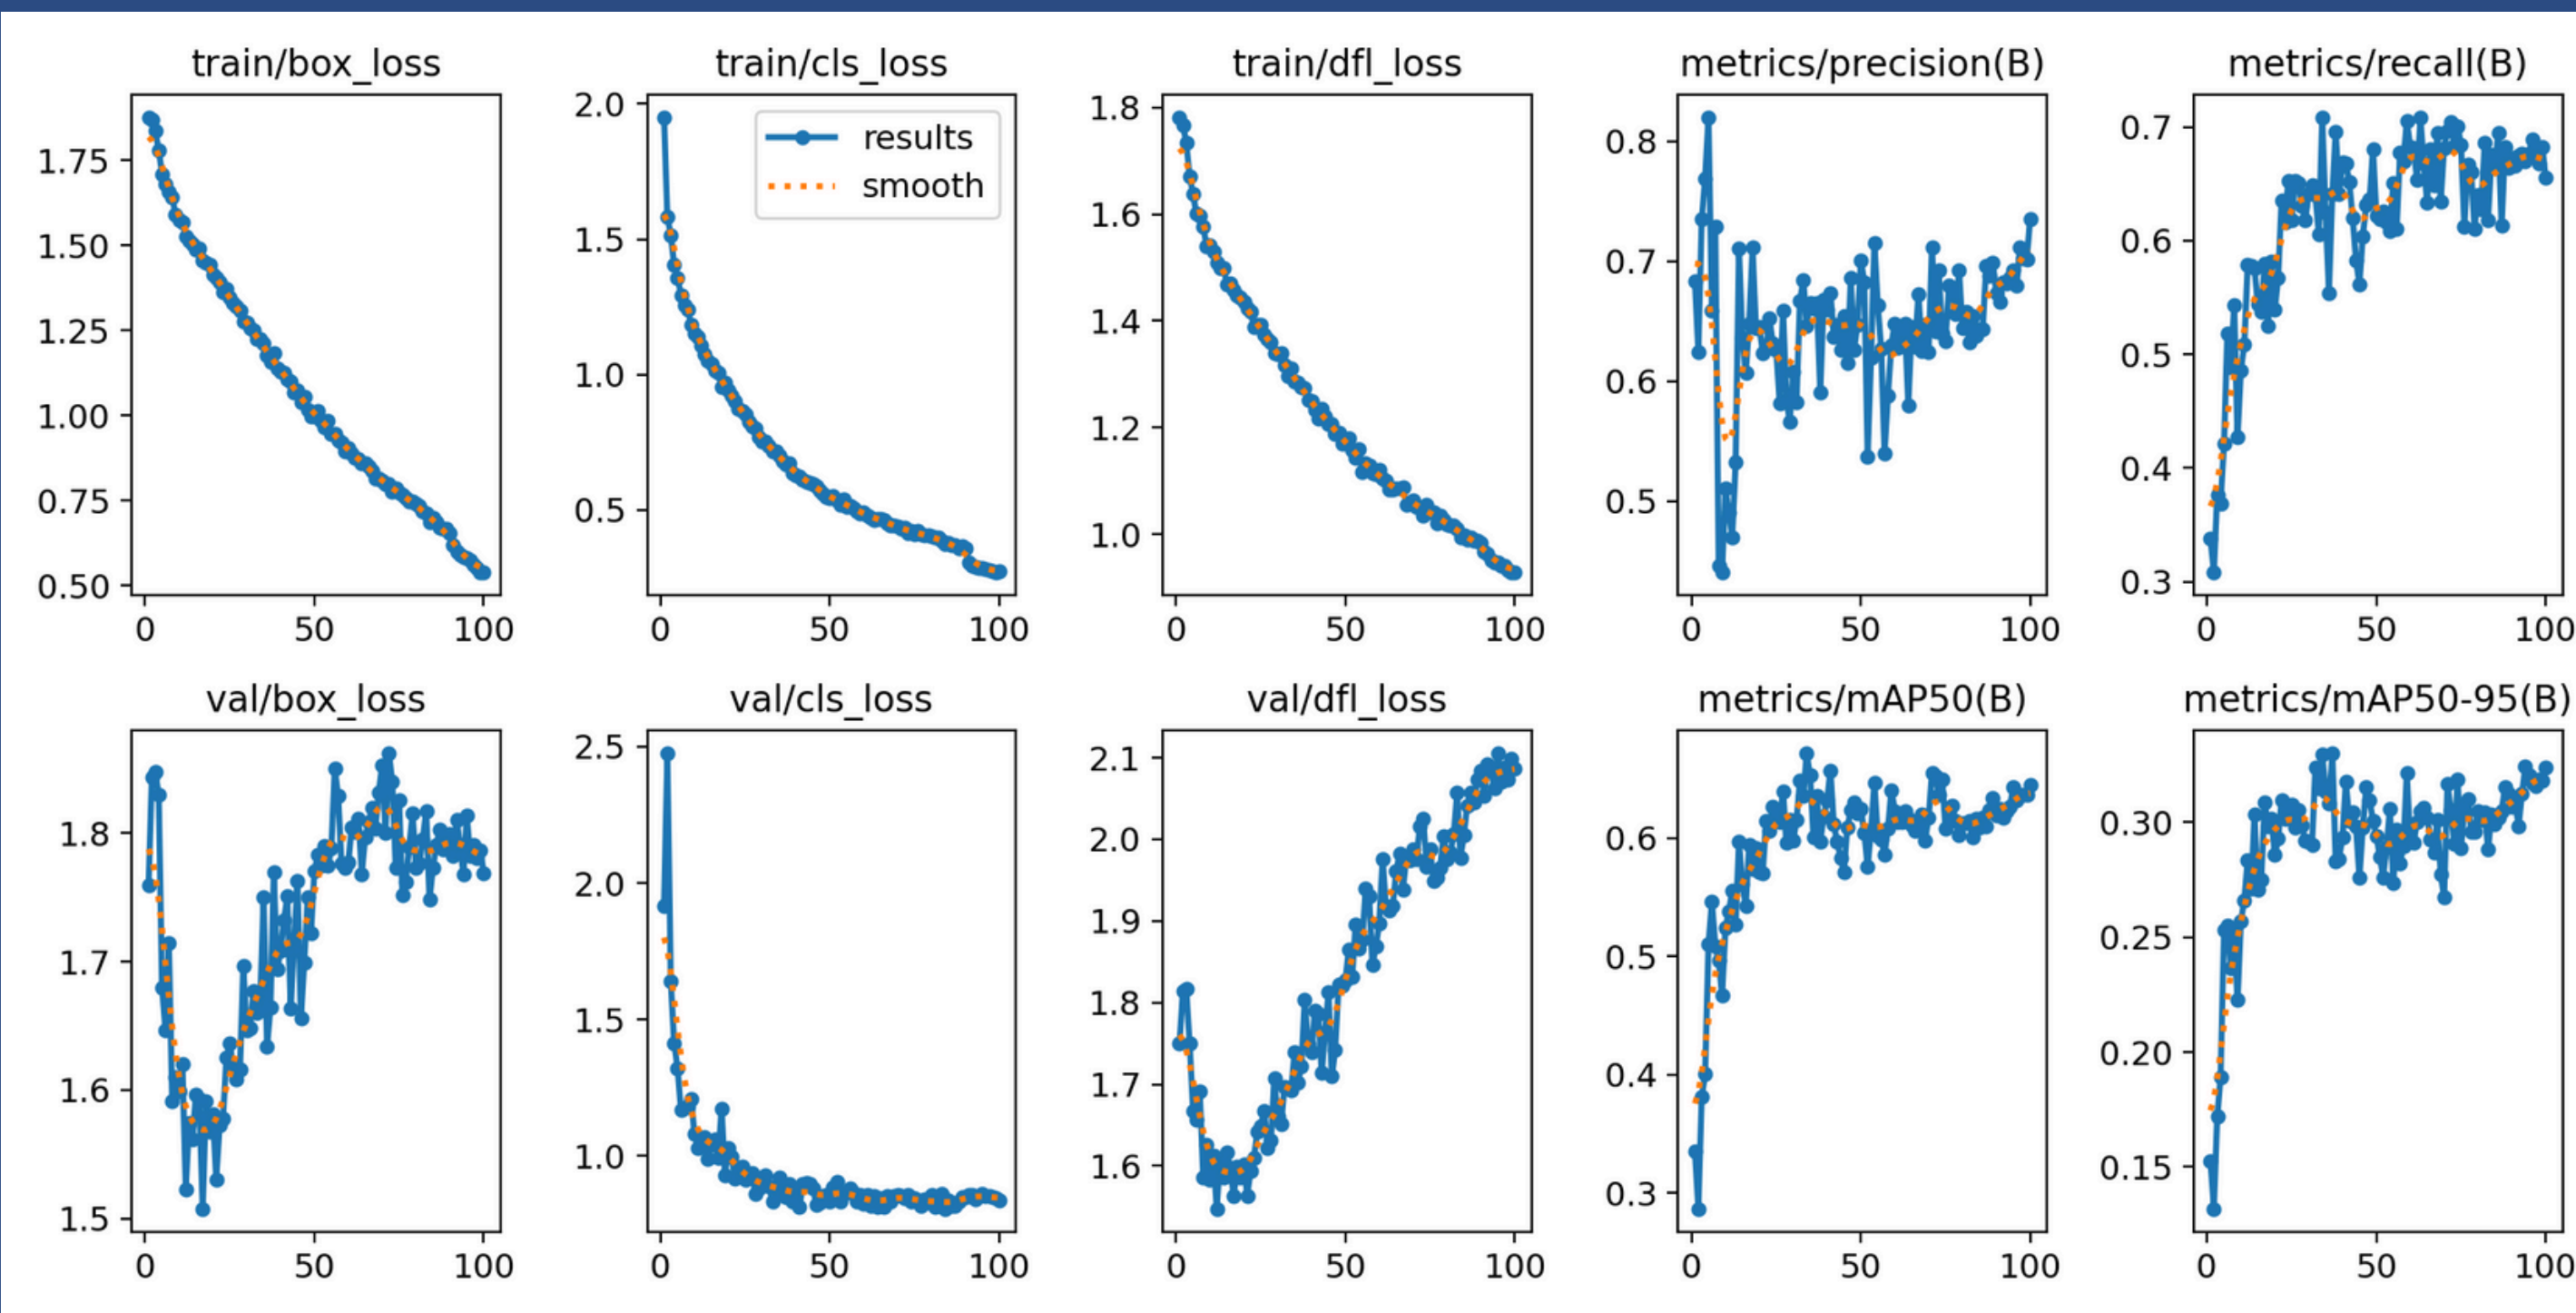 train/box_loss
1.75
1.50
1.25
1.00
0.75
0.50
0 50 100
train/cls_loss
2.0
1.5
1.0
0.5
results
smooth
0 50 100
train/dfl_loss
1.8
1.6
1.4
1.2
1.0
0 50 100
metrics/precision(B)
0.8
0.7
0.6
0.5
0 50 100
metrics/recall(B)
0.7
0.6
0.5
0.4
0.3
0 50 100
val/box_loss
1.8
1.7
1.6
1.5
0 50 100
val/cls_loss
2.5
2.0
1.5
1.0
0 50 100
val/dfl_loss
2.1
2.0
1.9
1.8
1.7
1.6
0 50 100
metrics/mAP50(B)
0.6
0.5
0.4
0.3
0 50 100
metrics/mAP50-95(B)
0.30
0.25
0.20
0.15
0 50 100